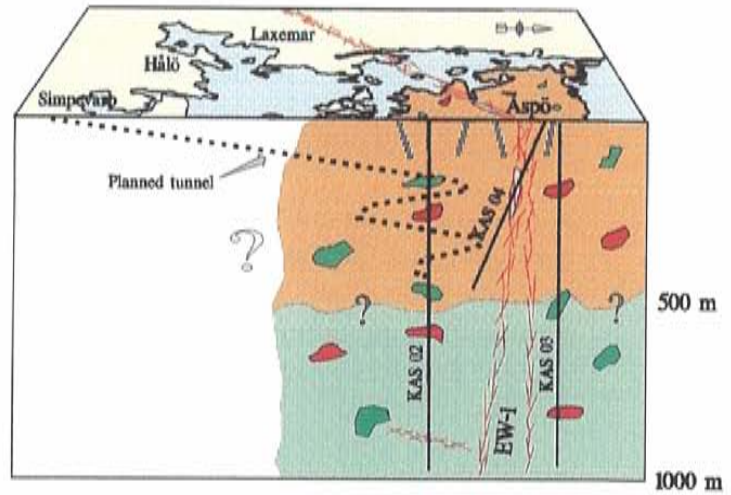 Laxemar
Hålö
Simpevarp
Äspö
Planned tunnel
KAS 04
?
?
?
500 m
KAS 02
KAS 03
EW-1
1000 m